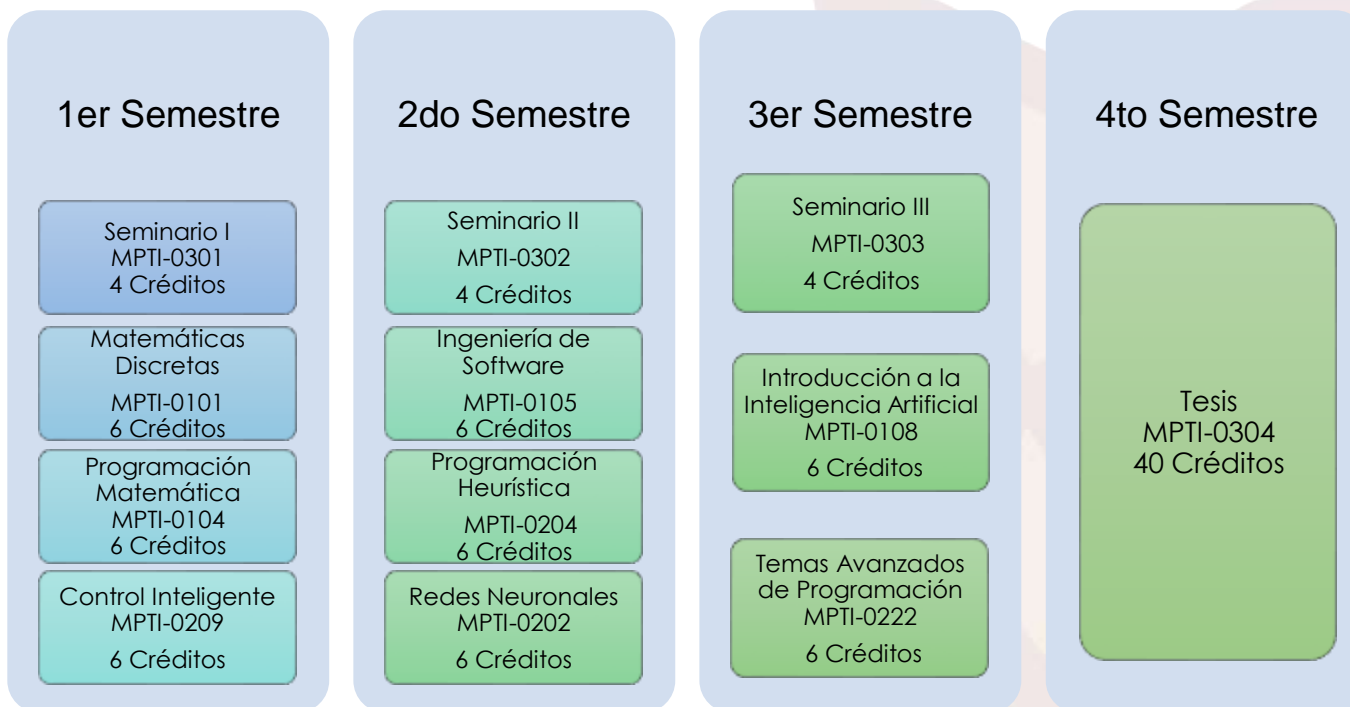 1er Semestre
Seminario I
MPTI-0301
4 Créditos
Matemáticas
Discretas
MPTI-0101
6 Créditos
Programación
Matemática
MPTI-0104
6 Créditos
Control Inteligente
MPTI-0209
6 Créditos
2do Semestre
Seminario II
MPTI-0302
4 Créditos
Ingeniería de
Software
MPTI-0105
6 Créditos
Programación
Heurística
MPTI-0204
6 Créditos
Redes Neuronales
MPTI-0202
6 Créditos
3er Semestre
Seminario III
MPTI-0303
4 Créditos
Introducción a la
Inteligencia Artificial
MPTI-0108
6 Créditos
Temas Avanzados
de Programación
MPTI-0222
6 Créditos
4to Semestre
Tesis
MPTI-0304
40 Créditos